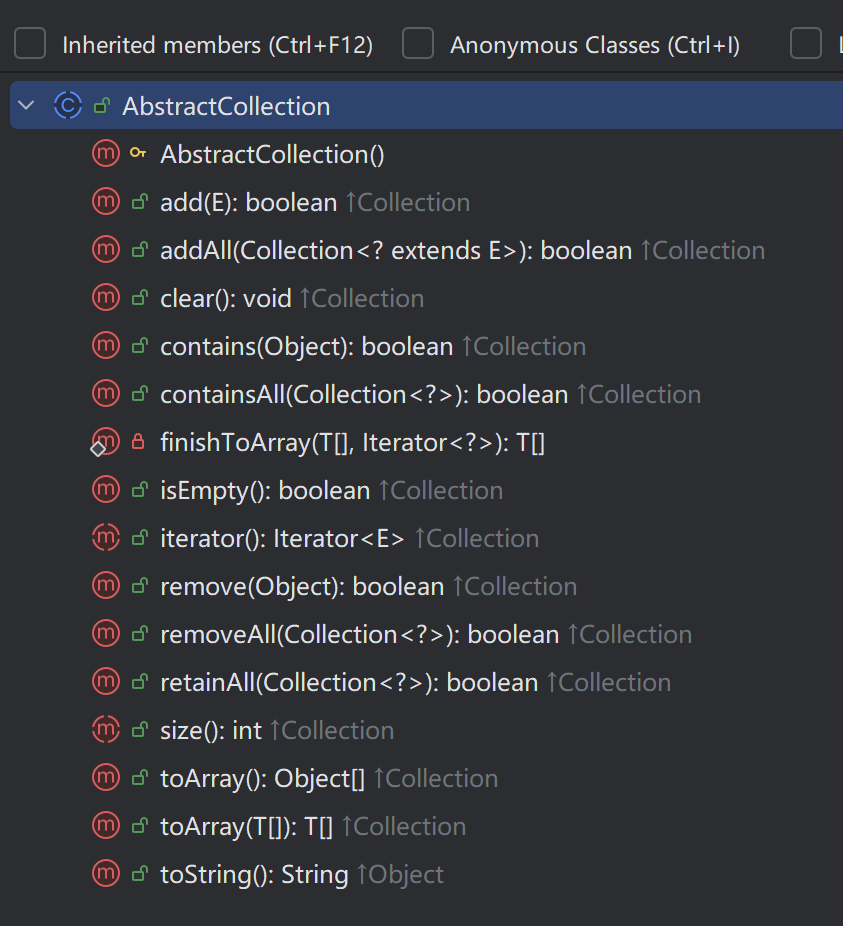 Inherited members (Ctrl+F12) Anonymous Classes (Ctrl+I)
AbstractCollection
AbstractCollection()
add(E): boolean ↑Collection
addAll(Collection<? extends E>): boolean ↑Collection
clear(): void ↑Collection
contains(Object): boolean ↑Collection
containsAll(Collection<?>): boolean ↑Collection
finishToArray(T[], Iterator<?>): T[]
isEmpty(): boolean ↑Collection
iterator(): Iterator<E> ↑Collection
remove(Object): boolean ↑Collection
removeAll(Collection<?>): boolean ↑Collection
retainAll(Collection<?>): boolean ↑Collection
size(): int ↑Collection
toArray(): Object[] ↑Collection
toArray(T[]): T[] ↑Collection
toString(): String ↑Object